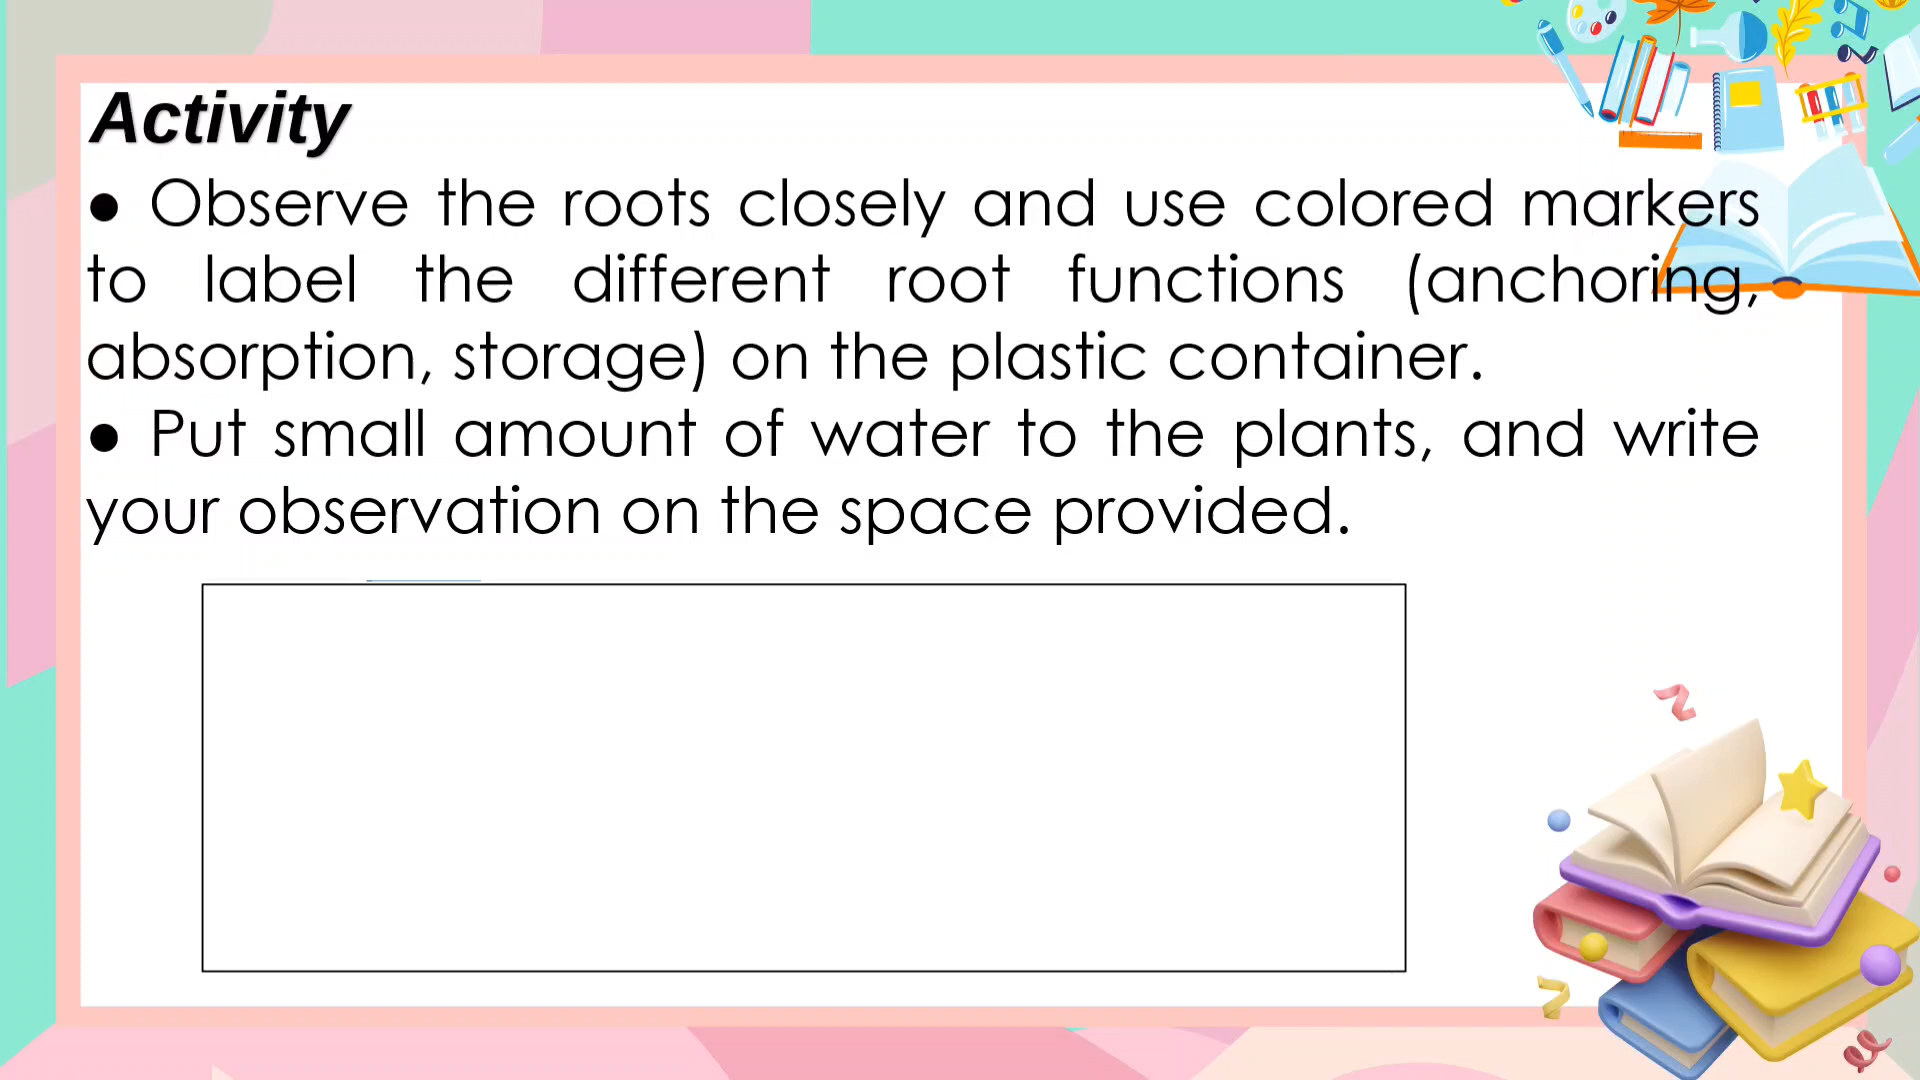 Activity
● Observe the roots closely and use colored markers
to label the different root functions (anchoring,
absorption, storage) on the plastic container.
● Put small amount of water to the plants, and write
your observation on the space provided.